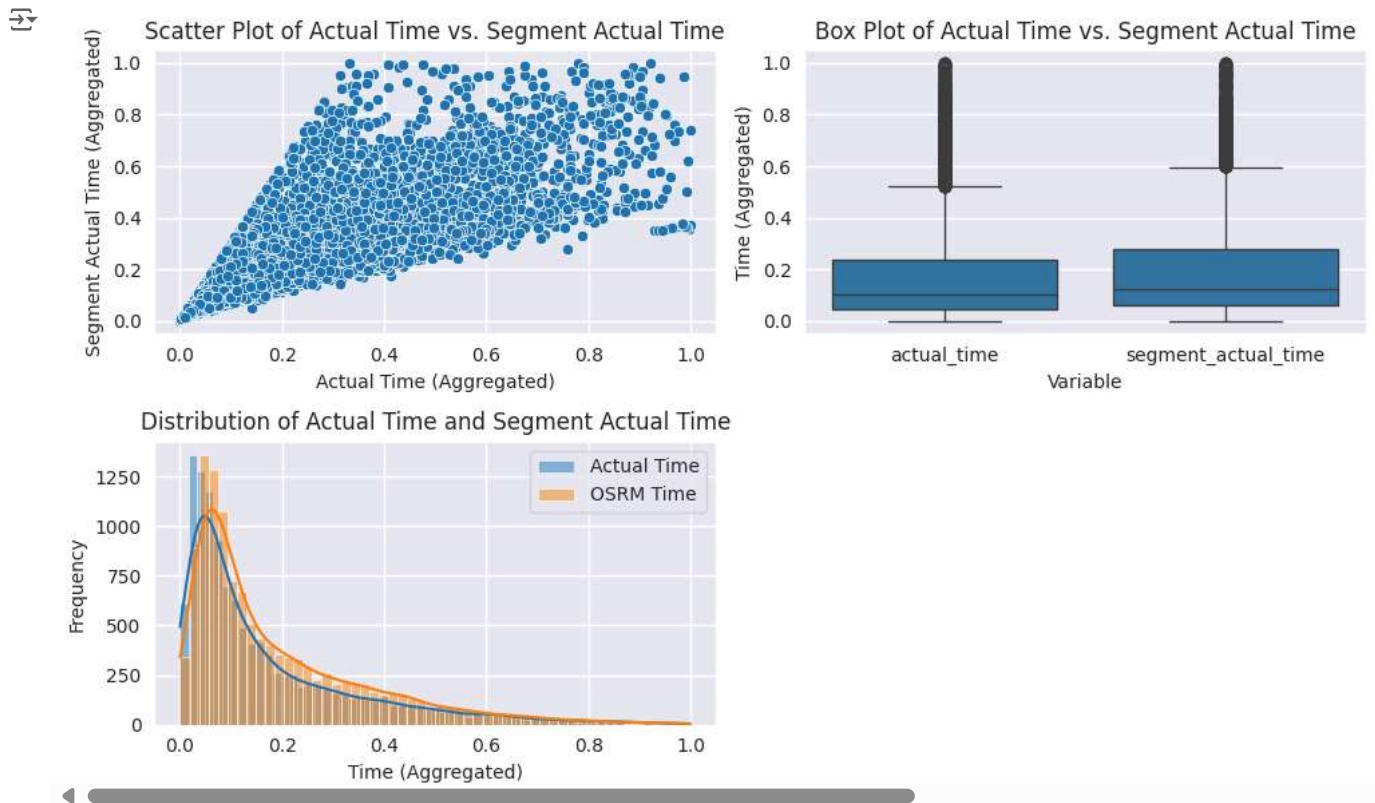 Scatter Plot of Actual Time vs. Segment Actual Time
Segment Actual Time (Aggregated)
1.0
0.8
0.6
0.4
0.2
0.0
0.0 0.2 0.4 0.6 0.8 1.0
Actual Time (Aggregated)
Box Plot of Actual Time vs. Segment Actual Time
Time (Aggregated)
1.0
0.8
0.6
0.4
0.2
0.0
actual_time segment_actual_time
Variable
Distribution of Actual Time and Segment Actual Time
Frequency
1250
1000
750
500
250
0
Actual Time
OSRM Time
0.0 0.2 0.4 0.6 0.8 1.0
Time (Aggregated)